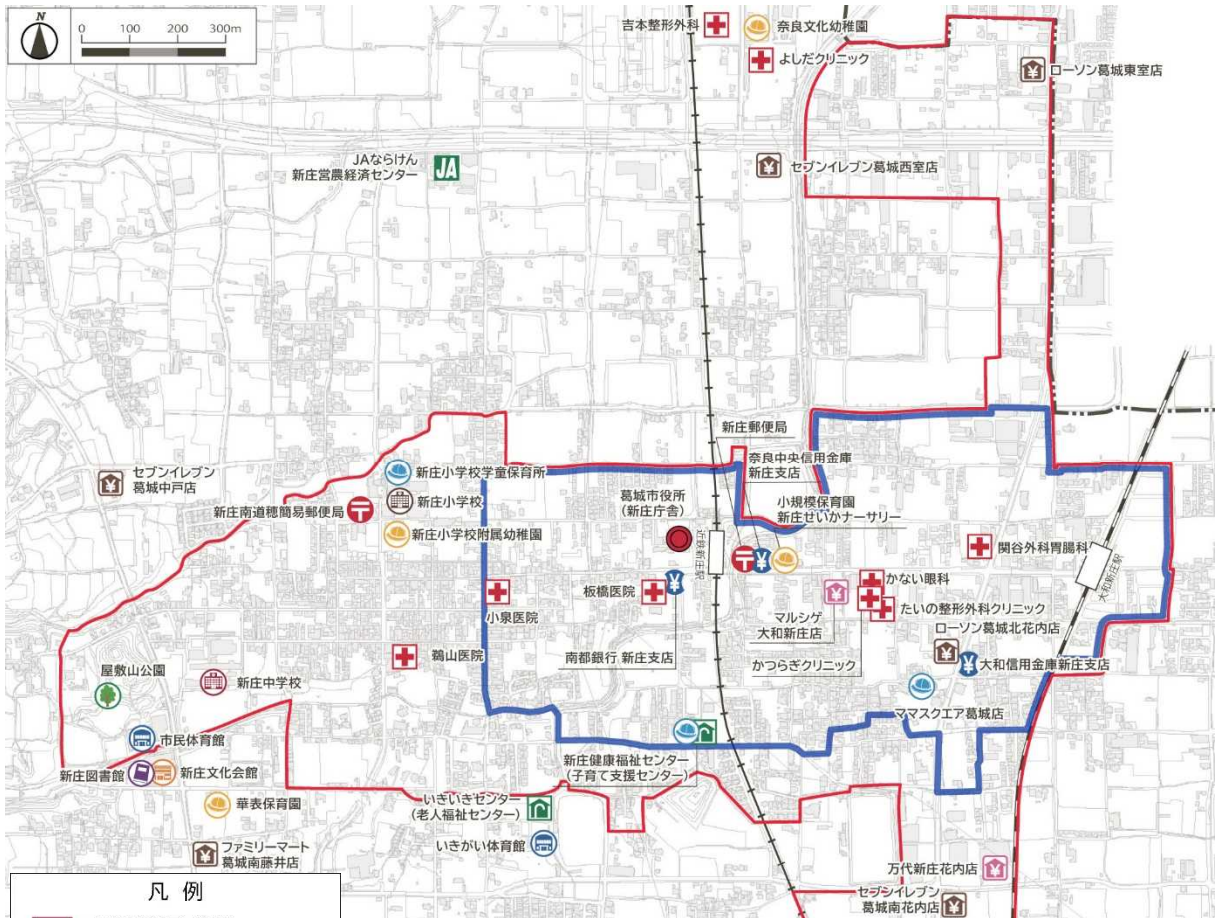 N
0 100 200 300m
吉本整形外科
奈良文化幼稚園
よしだクリニック
ローソン葛城東室店
JAならけん
新庄営農経済センター
JA
セブンイレブン葛城西室店
新庄郵便局
奈良中央信用金庫
新庄支店
小規模保育園
新庄せいかナーサリー
セブンイレブン
葛城中戸店
新庄小学校学童保育所
新庄小学校
新庄南道穂簡易郵便局
新庄小学校附属幼稚園
葛城市役所
(新庄庁舎)
近鉄新庄駅
関谷外科胃腸科
大和新庄駅
小泉医院
板橋医院
かない眼科
マルシゲ
大和新庄店
たいの整形外科クリニック
ローソン葛城北花内店
南都銀行 新庄支店
かつらぎクリニック
大和信用金庫新庄支店
鵜山医院
屋敷山公園
新庄中学校
ママスクエア葛城店
市民体育館
新庄図書館
新庄文化会館
新庄健康福祉センター
(子育て支援センター)
華表保育園
いきいきセンター
(老人福祉センター)
いきがい体育館
ファミリーマート
葛城南藤井店
万代新庄花内店
セブンイレブン
葛城南花内店
凡 例